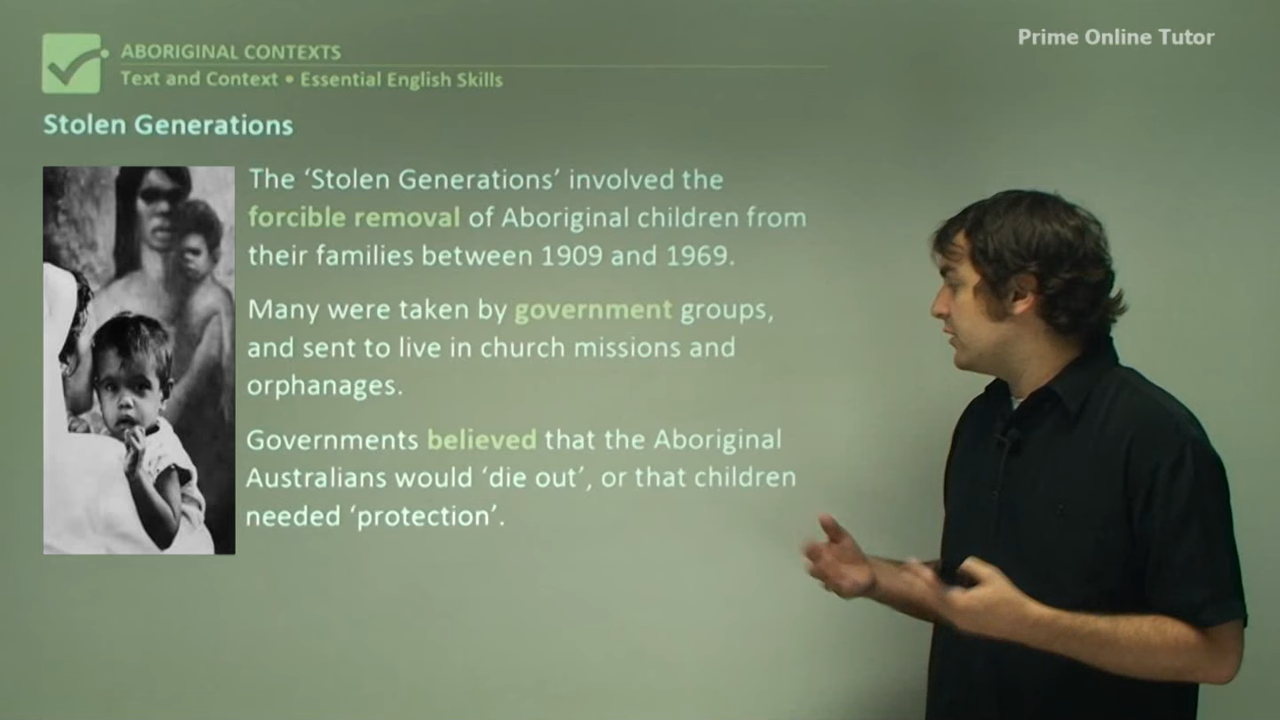 Prime Online Tutor
ABORIGINAL CONTEXTS
Text and Context • Essential English Skills
Stolen Generations
The ‘Stolen Generations’ involved the
forcible removal of Aboriginal children from
their families between 1909 and 1969.
Many were taken by government groups,
and sent to live in church missions and
orphanages.
Governments believed that the Aboriginal
Australians would ‘die out’, or that children
needed ‘protection’.